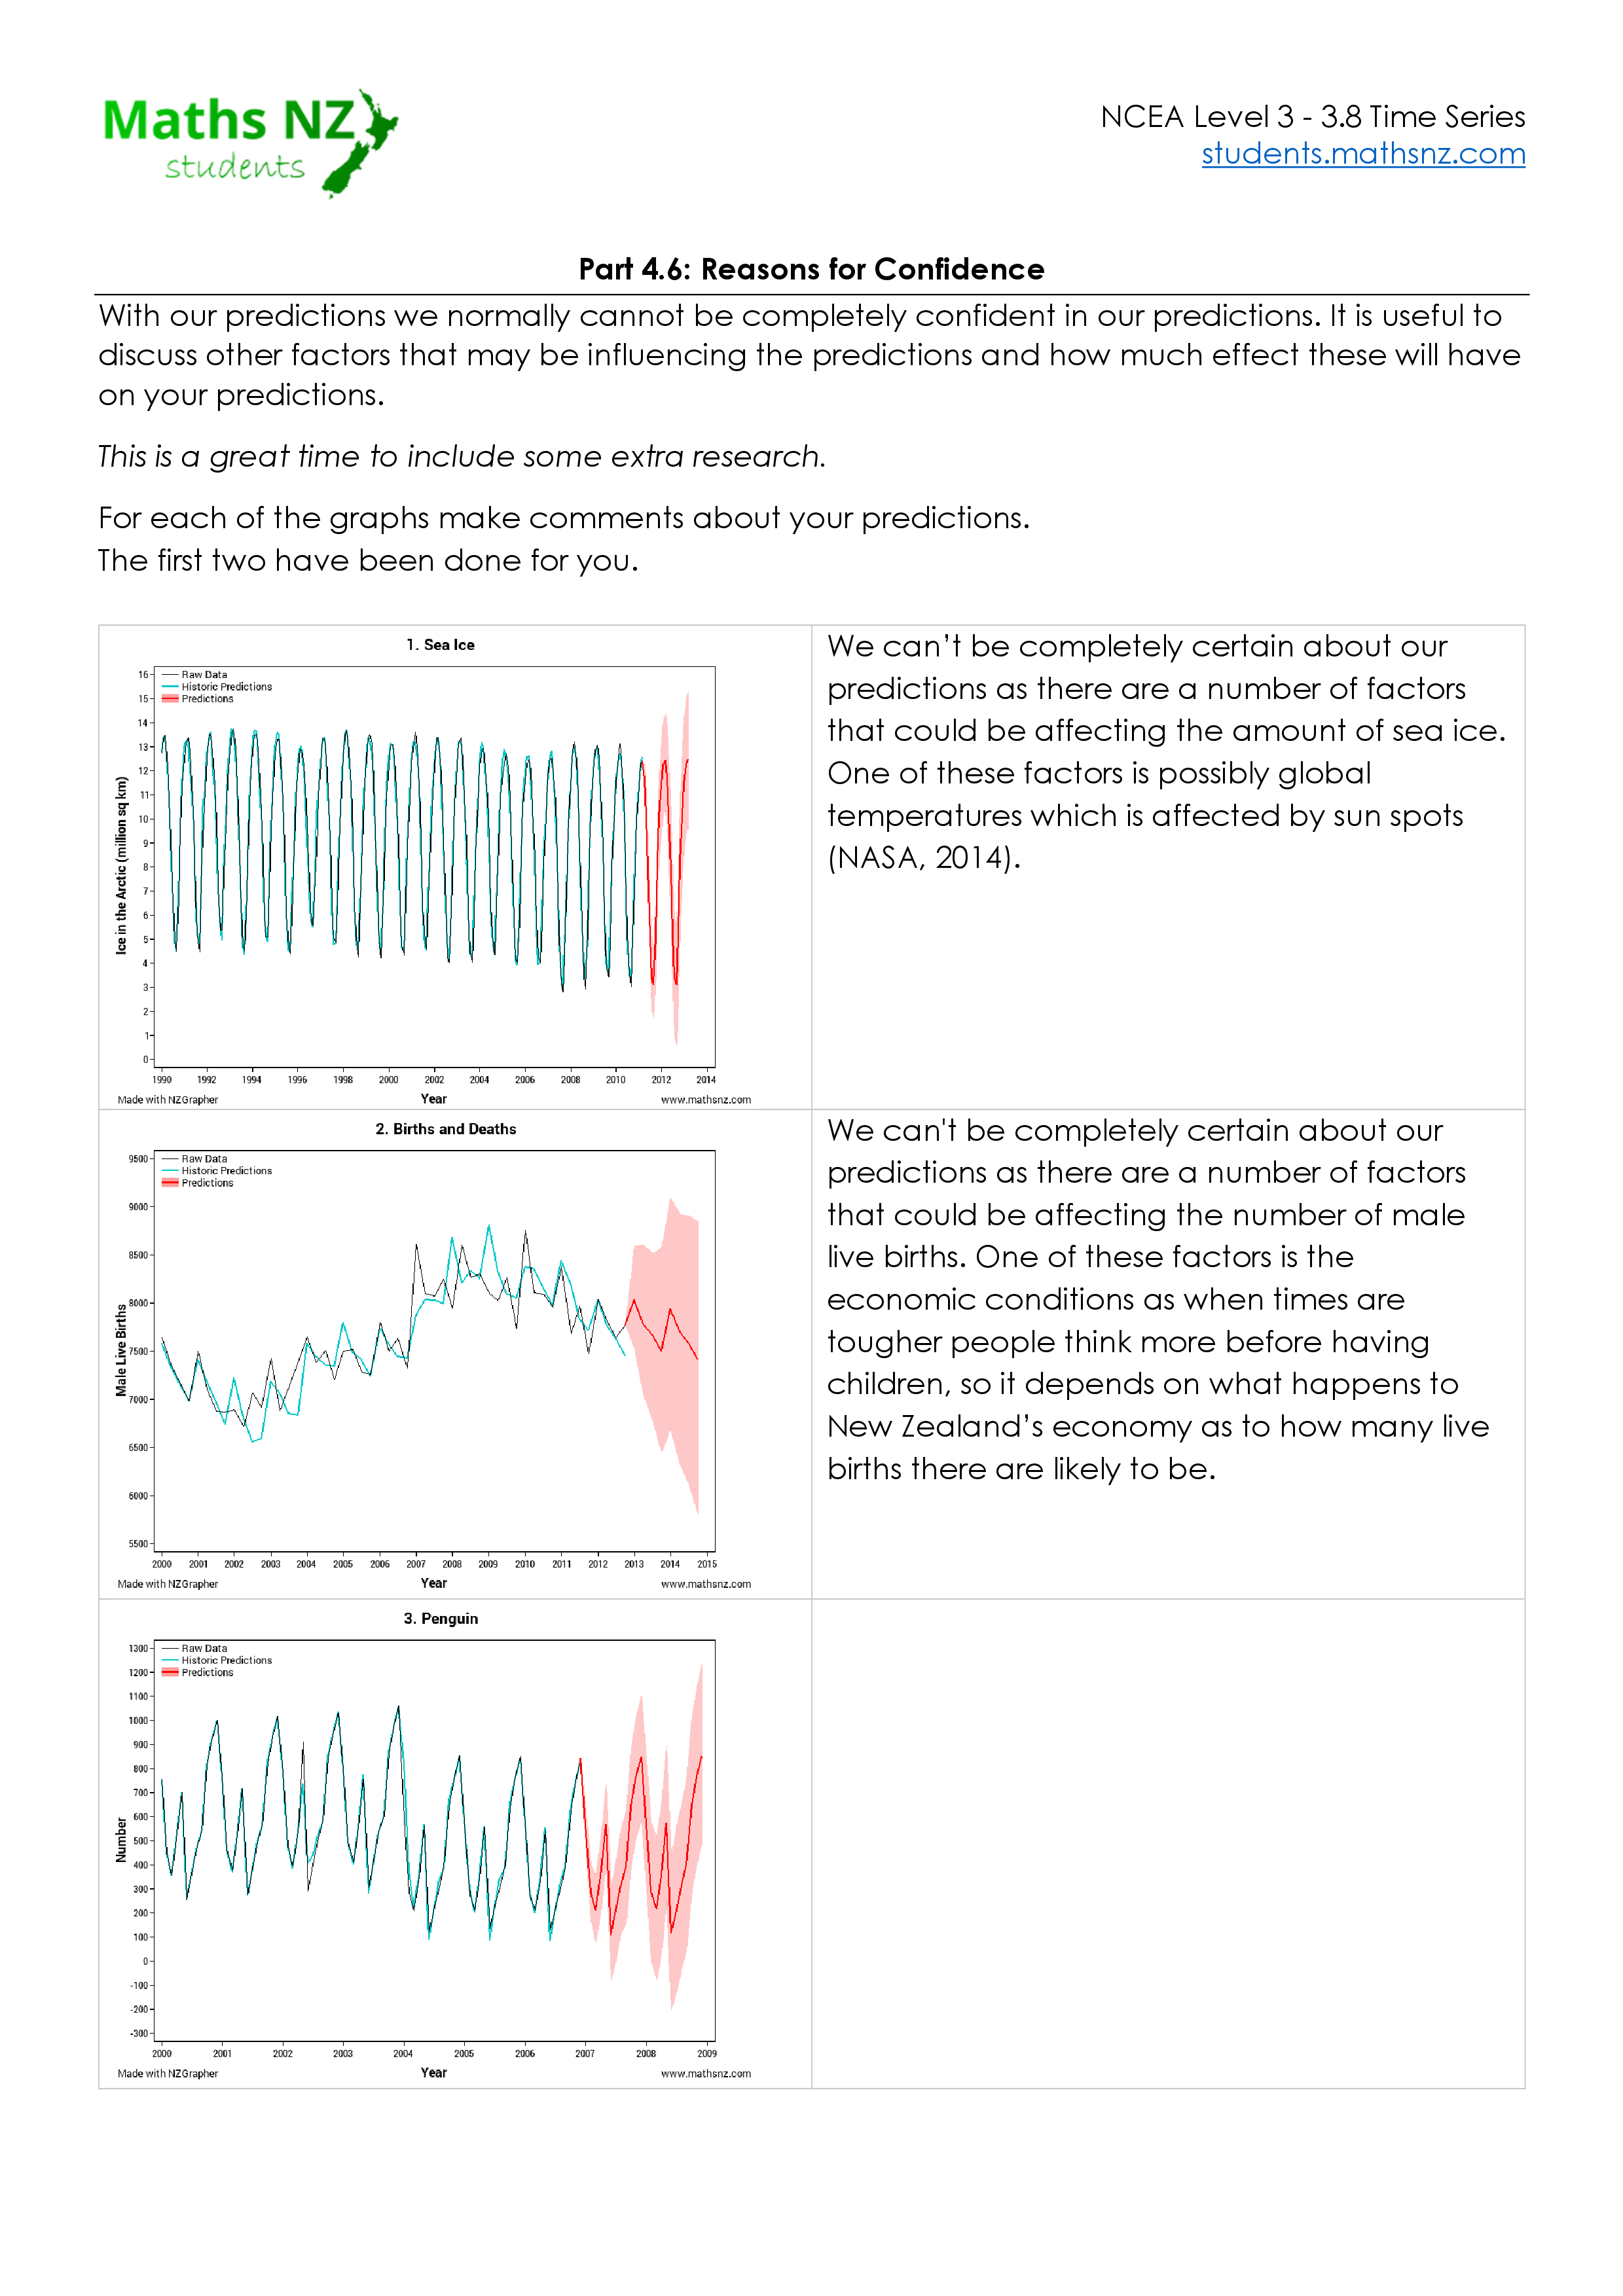 Maths NZ
students
NCEA Level 3 - 3.8 Time Series
students.mathsnz.com
Part 4.6: Reasons for Confidence
With our predictions we normally cannot be completely confident in our predictions. It is useful to
discuss other factors that may be influencing the predictions and how much effect these will have
on your predictions.
This is a great time to include some extra research.
For each of the graphs make comments about your predictions.
The first two have been done for you.
1. Sea Ice
Raw Data
Historic Predictions
Predictions
16
15
14
13
12
11
10
9
8
7
6
5
4
3
2
1
0
Ice in the Arctic (million sq km)
1990 1992 1994 1996 1998 2000 2002 2004 2006 2008 2010 2012 2014
Made with NZGrapher
Year
www.mathsnz.com
We can’t be completely certain about our
predictions as there are a number of factors
that could be affecting the amount of sea ice.
One of these factors is possibly global
temperatures which is affected by sun spots
(NASA, 2014).
2. Births and Deaths
Raw Data
Historic Predictions
Predictions
9500
9000
8500
8000
7500
7000
6500
6000
5500
Male Live Births
2000 2001 2002 2003 2004 2005 2006 2007 2008 2009 2010 2011 2012 2013 2014 2015
Made with NZGrapher
Year
www.mathsnz.com
We can't be completely certain about our
predictions as there are a number of factors
that could be affecting the number of male
live births. One of these factors is the
economic conditions as when times are
tougher people think more before having
children, so it depends on what happens to
New Zealand’s economy as to how many live
births there are likely to be.
3. Penguin
Raw Data
Historic Predictions
Predictions
1300
1200
1100
1000
900
800
700
600
500
400
300
200
100
0
-100
-200
-300
Number
2000 2001 2002 2003 2004 2005 2006 2007 2008 2009
Made with NZGrapher
Year
www.mathsnz.com